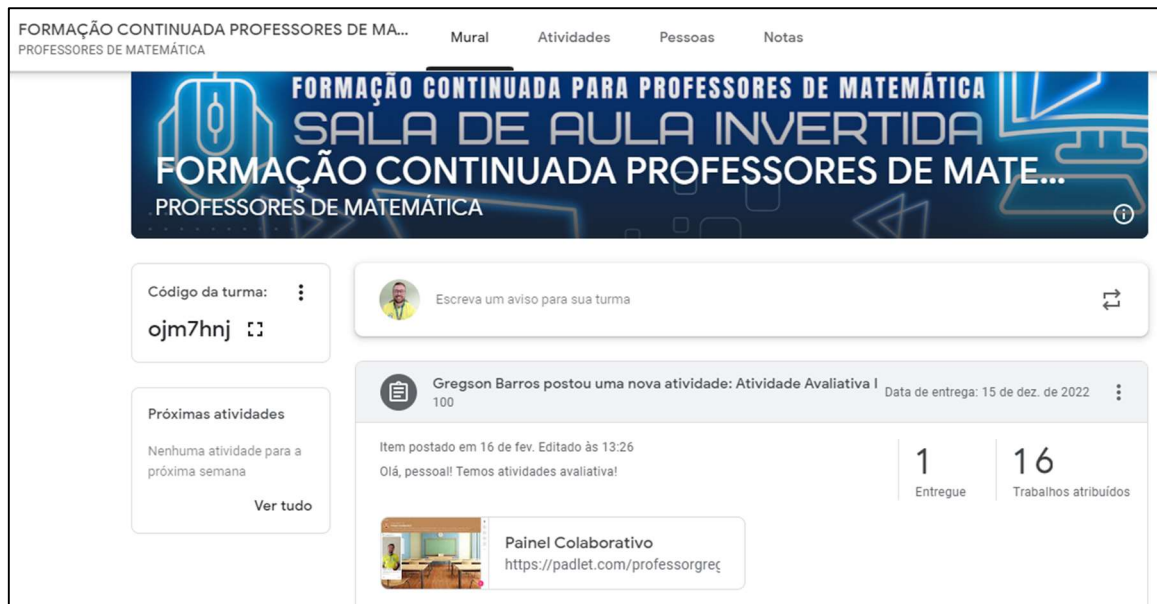 FORMAÇÃO CONTINUADA PROFESSORES DE MA...
PROFESSORES DE MATEMÁTICA
Mural
Atividades
Pessoas
Notas
FORMAÇÃO CONTINUADA PARA PROFESSORES DE MATEMÁTICA
SALA DE AULA INVERTIDA
FORMAÇÃO CONTINUADA PROFESSORES DE MATE...
PROFESSORES DE MATEMÁTICA
Código da turma:
ojm7hnj
Próximas atividades
Nenhuma atividade para a
próxima semana
Ver tudo
Escreva um aviso para sua turma
Gregson Barros postou uma nova atividade: Atividade Avaliativa I
100
Data de entrega: 15 de dez. de 2022
Item postado em 16 de fev. Editado às 13:26
Olá, pessoal! Temos atividades avaliativa!
1
Entregue
16
Trabalhos atribuídos
Painel Colaborativo
https://padlet.com/professorgreg